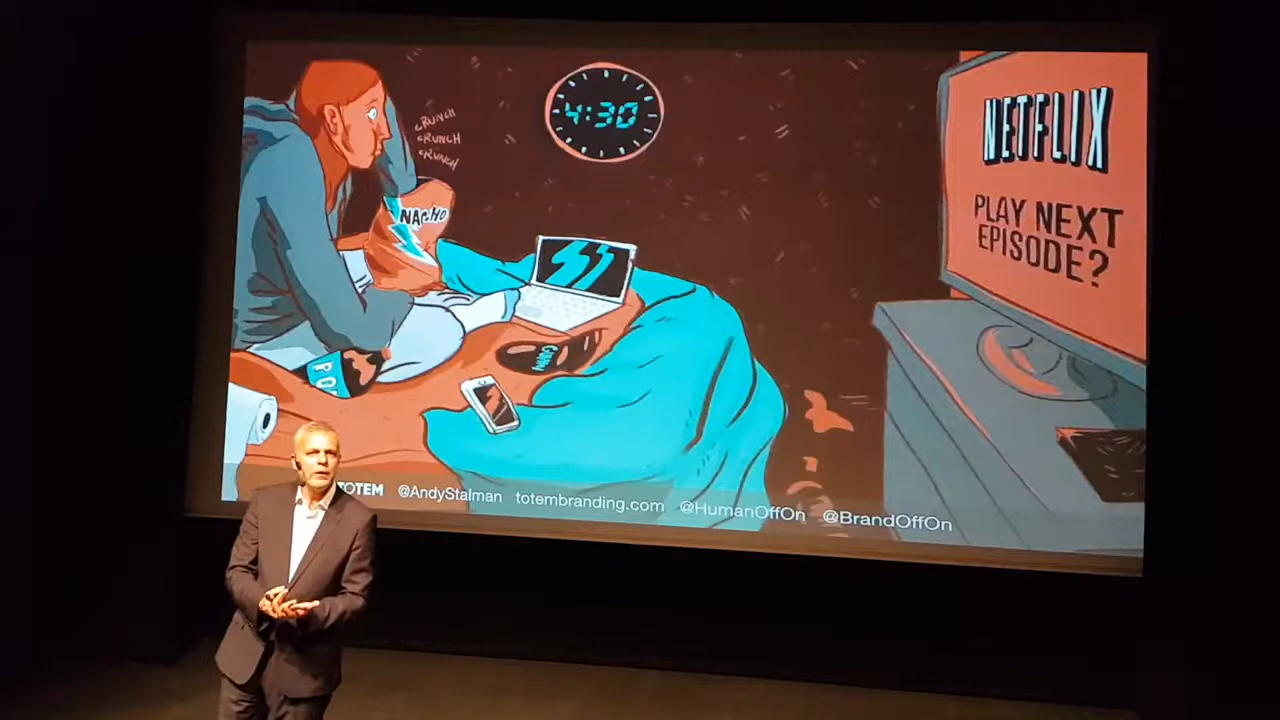 CRUNCH
CRUNCH
CRUNCH
4:30
NETFLIX
PLAY NEXT
EPISODE?
NACHO
TOTEM @AndyStalman totembranding.com @HumanOffOn @BrandOffOn